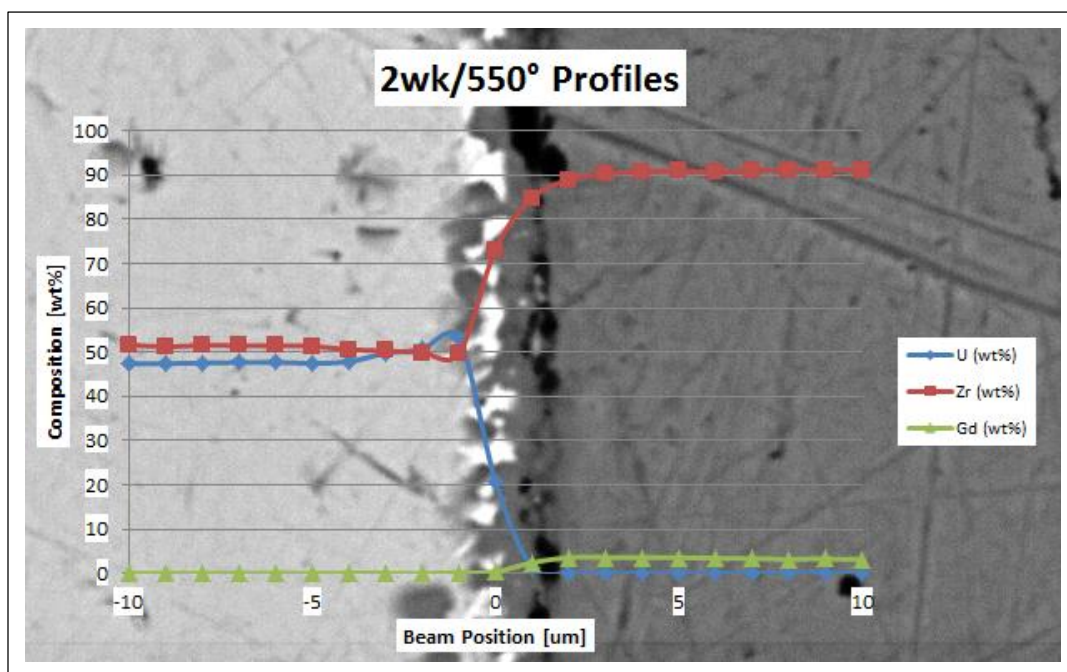 2wk/550° Profiles
100
90
80
70
60
50
40
30
20
10
0
Composition [wt%]
-10
-5
0
5
10
Beam Position [um]
U (wt%)
Zr (wt%)
Gd (wt%)